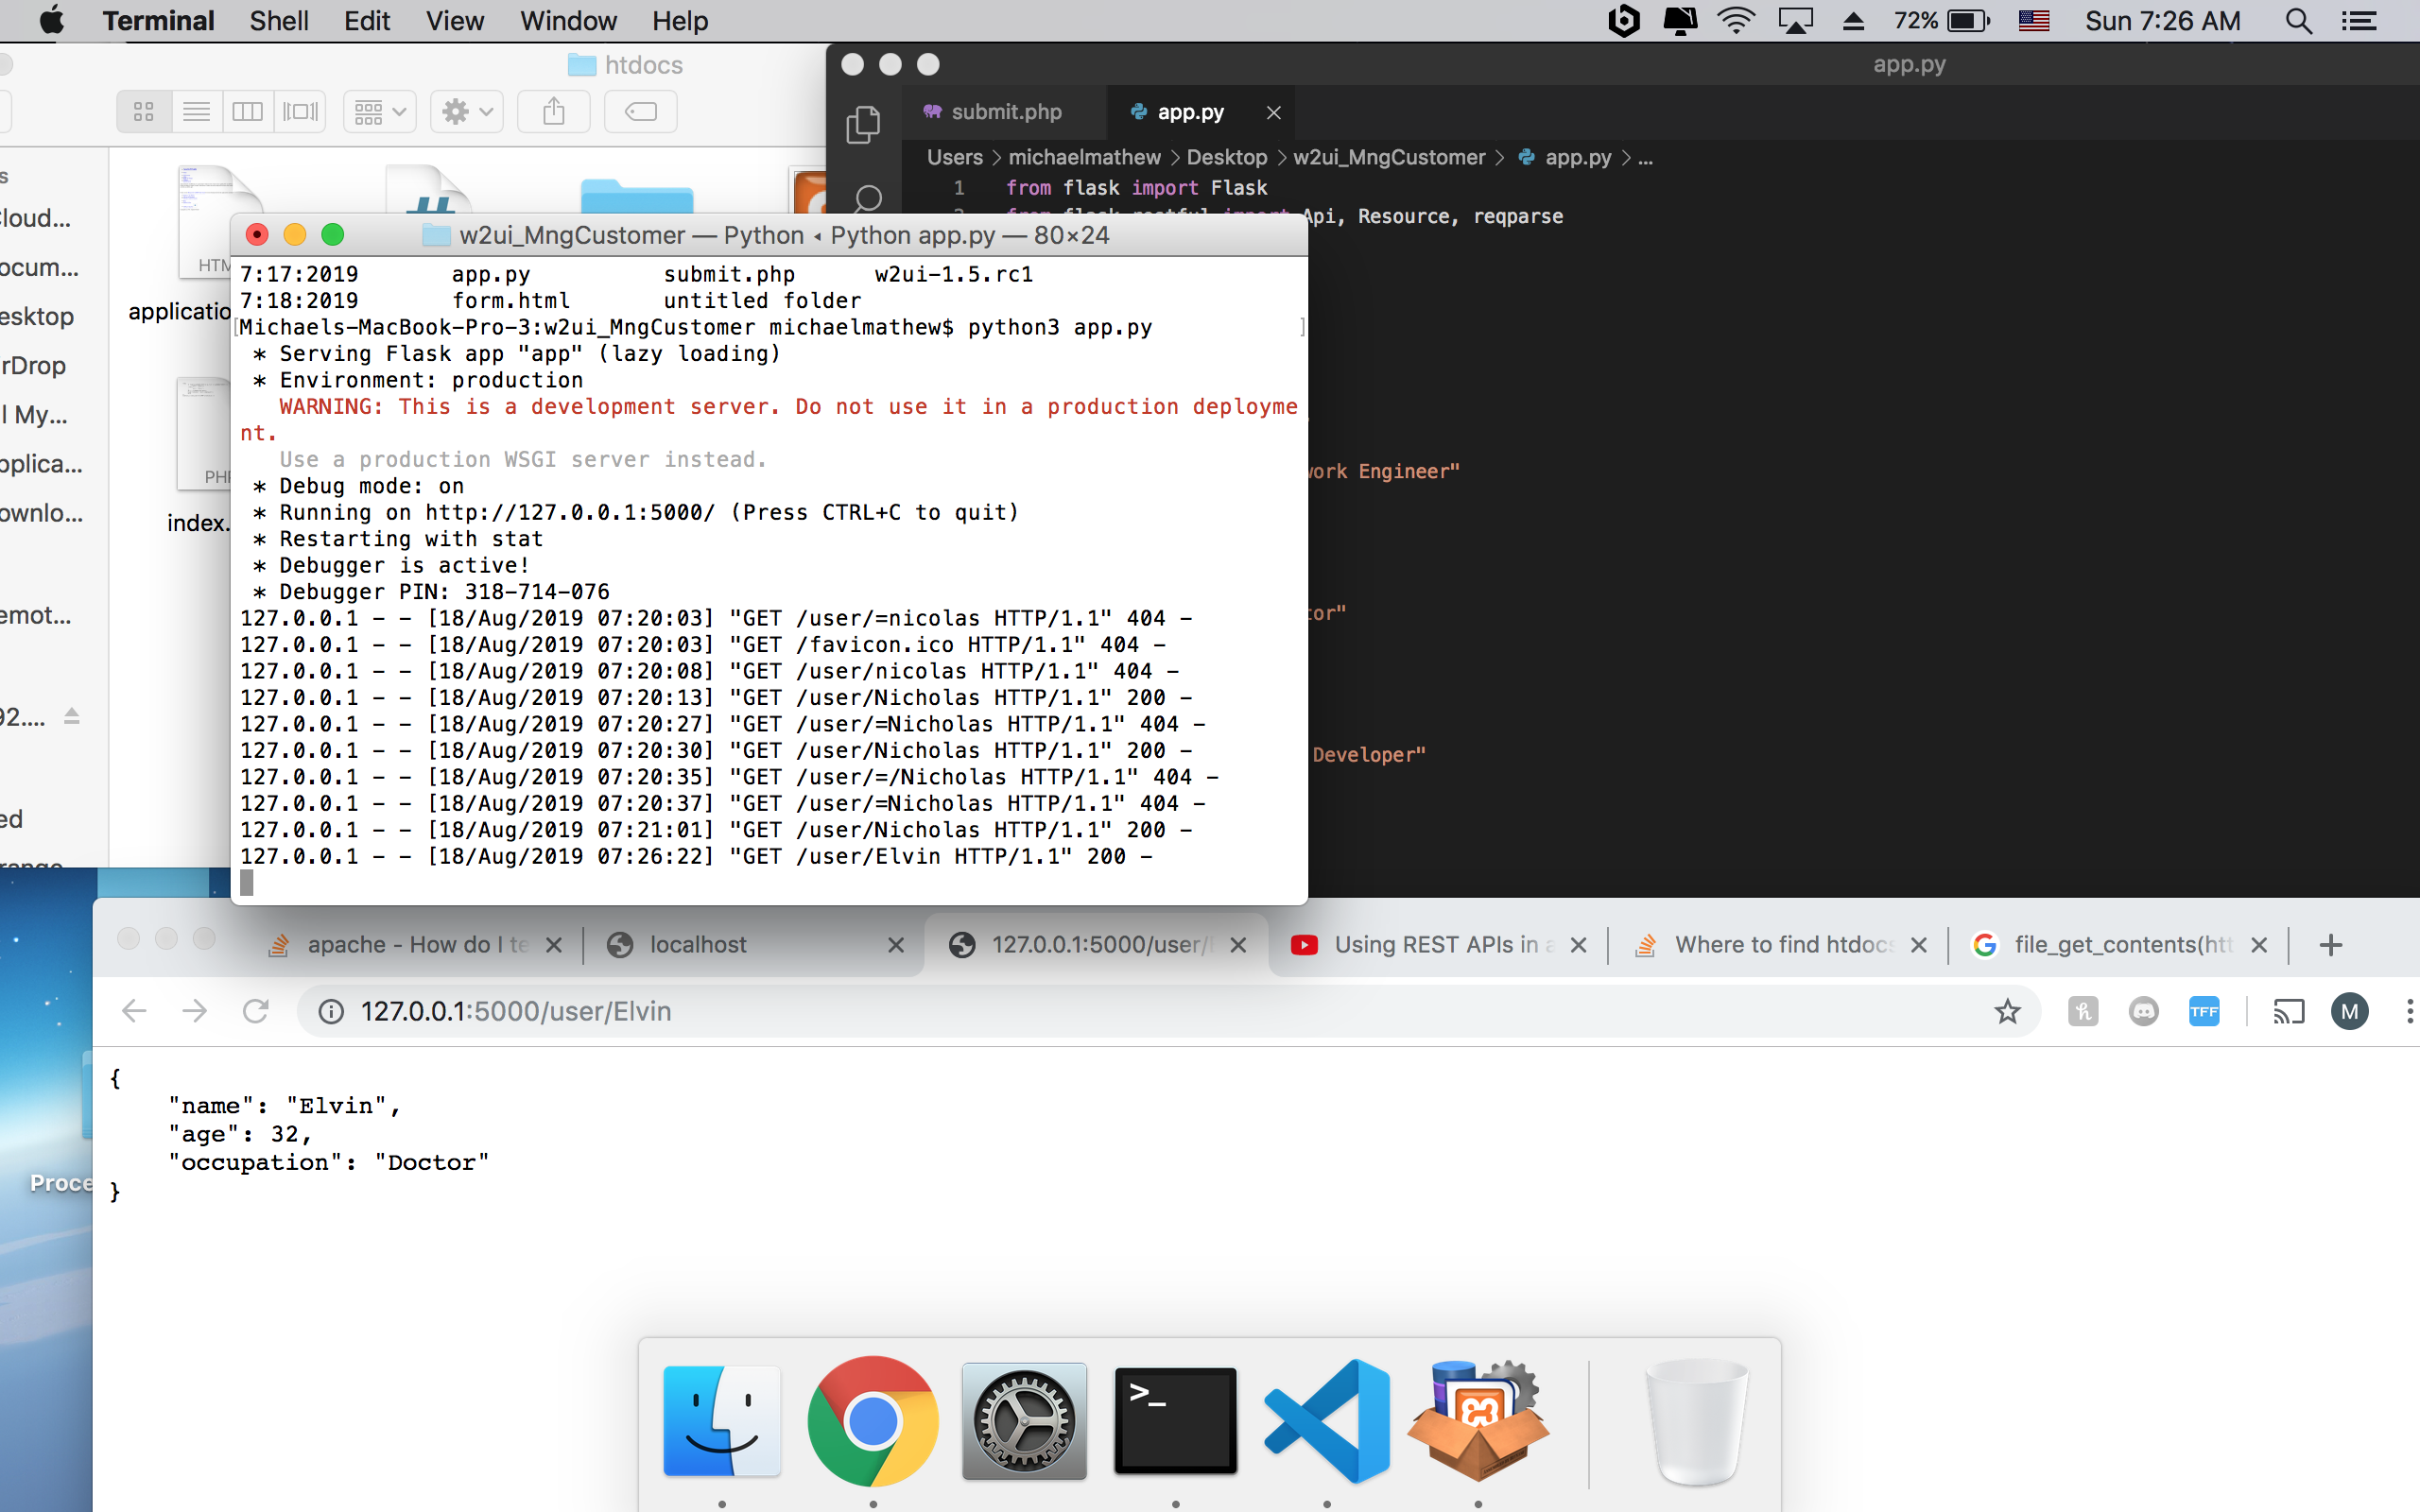 Terminal Shell Edit View Window Help
72% Sun 7:26 AM
htdocs
app.py
submit.php app.py
Users > michaelmathew > Desktop > w2ui_MngCustomer > app.py > ...
1 from flask import Flask
Api, Resource, reqparse
Engineer"
Developer"
HTM
PHP
index.
w2ui_MngCustomer — Python ◂ Python app.py — 80×24
7:17:2019 app.py submit.php w2ui-1.5.rc1
7:18:2019 form.html untitled folder
[Michaels-MacBook-Pro-3:w2ui_MngCustomer michaelmathew$ python3 app.py ]
* Serving Flask app "app" (lazy loading)
* Environment: production
WARNING: This is a development server. Do not use it in a production deployme
nt.
Use a production WSGI server instead.
* Debug mode: on
* Running on http://127.0.0.1:5000/ (Press CTRL+C to quit)
* Restarting with stat
* Debugger is active!
* Debugger PIN: 318-714-076
127.0.0.1 - - [18/Aug/2019 07:20:03] "GET /user/=nicolas HTTP/1.1" 404 -
127.0.0.1 - - [18/Aug/2019 07:20:03] "GET /favicon.ico HTTP/1.1" 404 -
127.0.0.1 - - [18/Aug/2019 07:20:08] "GET /user/nicolas HTTP/1.1" 404 -
127.0.0.1 - - [18/Aug/2019 07:20:13] "GET /user/Nicholas HTTP/1.1" 200 -
127.0.0.1 - - [18/Aug/2019 07:20:27] "GET /user/=Nicholas HTTP/1.1" 404 -
127.0.0.1 - - [18/Aug/2019 07:20:30] "GET /user/Nicholas HTTP/1.1" 200 -
127.0.0.1 - - [18/Aug/2019 07:20:35] "GET /user/=/Nicholas HTTP/1.1" 404 -
127.0.0.1 - - [18/Aug/2019 07:20:37] "GET /user/=Nicholas HTTP/1.1" 404 -
127.0.0.1 - - [18/Aug/2019 07:21:01] "GET /user/Nicholas HTTP/1.1" 200 -
127.0.0.1 - - [18/Aug/2019 07:26:22] "GET /user/Elvin HTTP/1.1" 200 -
apache - How do I te localhost 127.0.0.1:5000/user/ Using REST APIs in a Where to find htdocs file_get_contents(htt
127.0.0.1:5000/user/Elvin
TFF M
{
"name": "Elvin",
"age": 32,
"occupation": "Doctor"
}
Proce